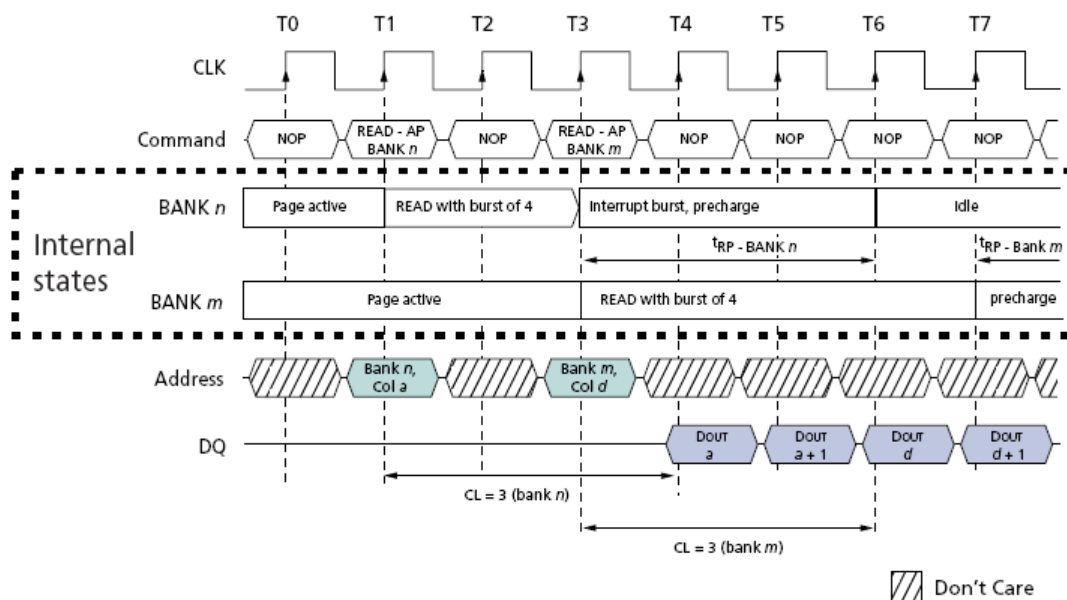 T0 T1 T2 T3 T4 T5 T6 T7
CLK
Command NOP READ - AP BANK n NOP READ - AP BANK m NOP NOP NOP NOP
Internal states
BANK n Page active READ with burst of 4 Interrupt burst, precharge Idle
tRP - BANK n tRP - Bank m
BANK m Page active READ with burst of 4 precharge
Address Bank n, Col a Bank m, Col d
DQ DOUT a DOUT a + 1 DOUT d DOUT d + 1
CL = 3 (bank n)
CL = 3 (bank m)
Don't Care